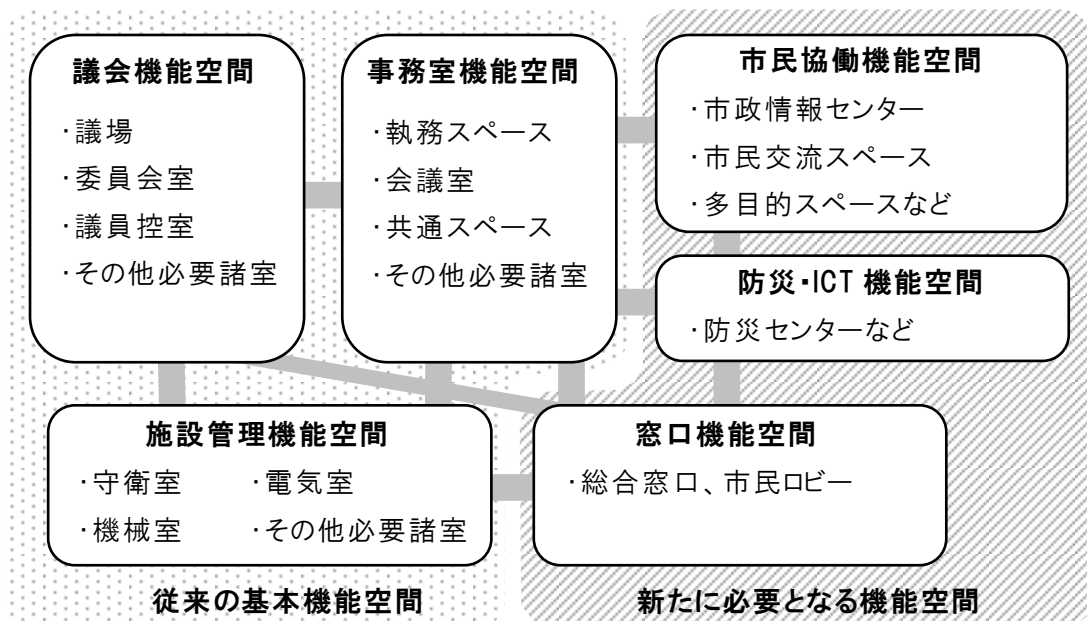 議会機能空間
・議場
・委員会室
・議員控室
・その他必要諸室
事務室機能空間
・執務スペース
・会議室
・共通スペース
・その他必要諸室
市民協働機能空間
・市政情報センター
・市民交流スペース
・多目的スペースなど
防災・ICT 機能空間
・防災センターなど
施設管理機能空間
・守衛室 ・電気室
・機械室 ・その他必要諸室
窓口機能空間
・総合窓口、市民ロビー
従来の基本機能空間
新たに必要となる機能空間